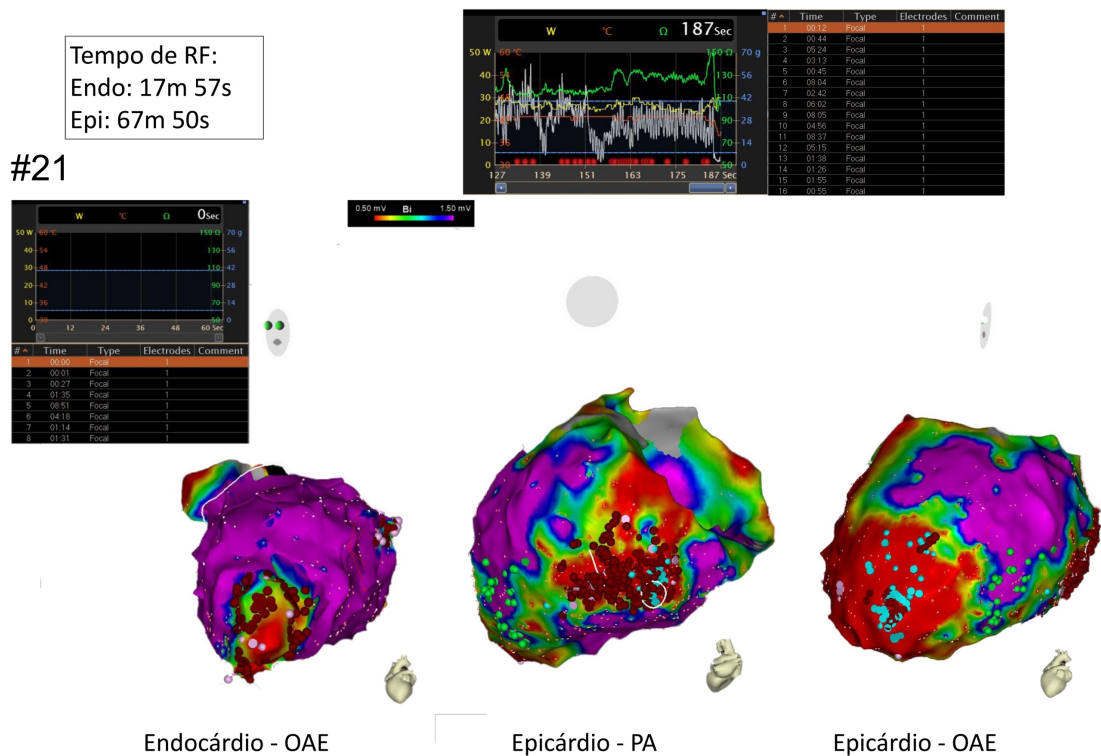 Tempo de RF:
Endo: 17m 57s
Epi: 67m 50s
#21
W °C Ω 187Sec
50 W 60 °C 150 Ω 70 g
40 54 130 56
30 48 110 42
20 42 90 28
10 36 70 14
0 30 50 0
127 139 151 163 175 187 Sec
# Time Type Electrodes Comment
1 00:12 Focal 1
2 00:44 Focal 1
3 05:24 Focal 1
4 03:13 Focal 1
5 00:45 Focal 1
6 08:04 Focal 1
7 02:42 Focal 1
8 06:02 Focal 1
9 08:05 Focal 1
10 04:56 Focal 1
11 08:37 Focal 1
12 05:15 Focal 1
13 01:38 Focal 1
14 01:26 Focal 1
15 01:55 Focal 1
16 00:55 Focal 1
0.50 mV Bi 1.50 mV
W °C Ω 0Sec
50 W 60 °C 150 Ω 70 g
40 54 130 56
30 48 110 42
20 42 90 28
10 36 70 14
0 30 50 0
0 12 24 36 48 60 Sec
# Time Type Electrodes Comment
1 00:00 Focal 1
2 00:01 Focal 1
3 00:27 Focal 1
4 01:35 Focal 1
5 08:51 Focal 1
6 04:18 Focal 1
7 01:14 Focal 1
8 01:31 Focal 1
Endocárdio - OAE
Epicárdio - PA
Epicárdio - OAE